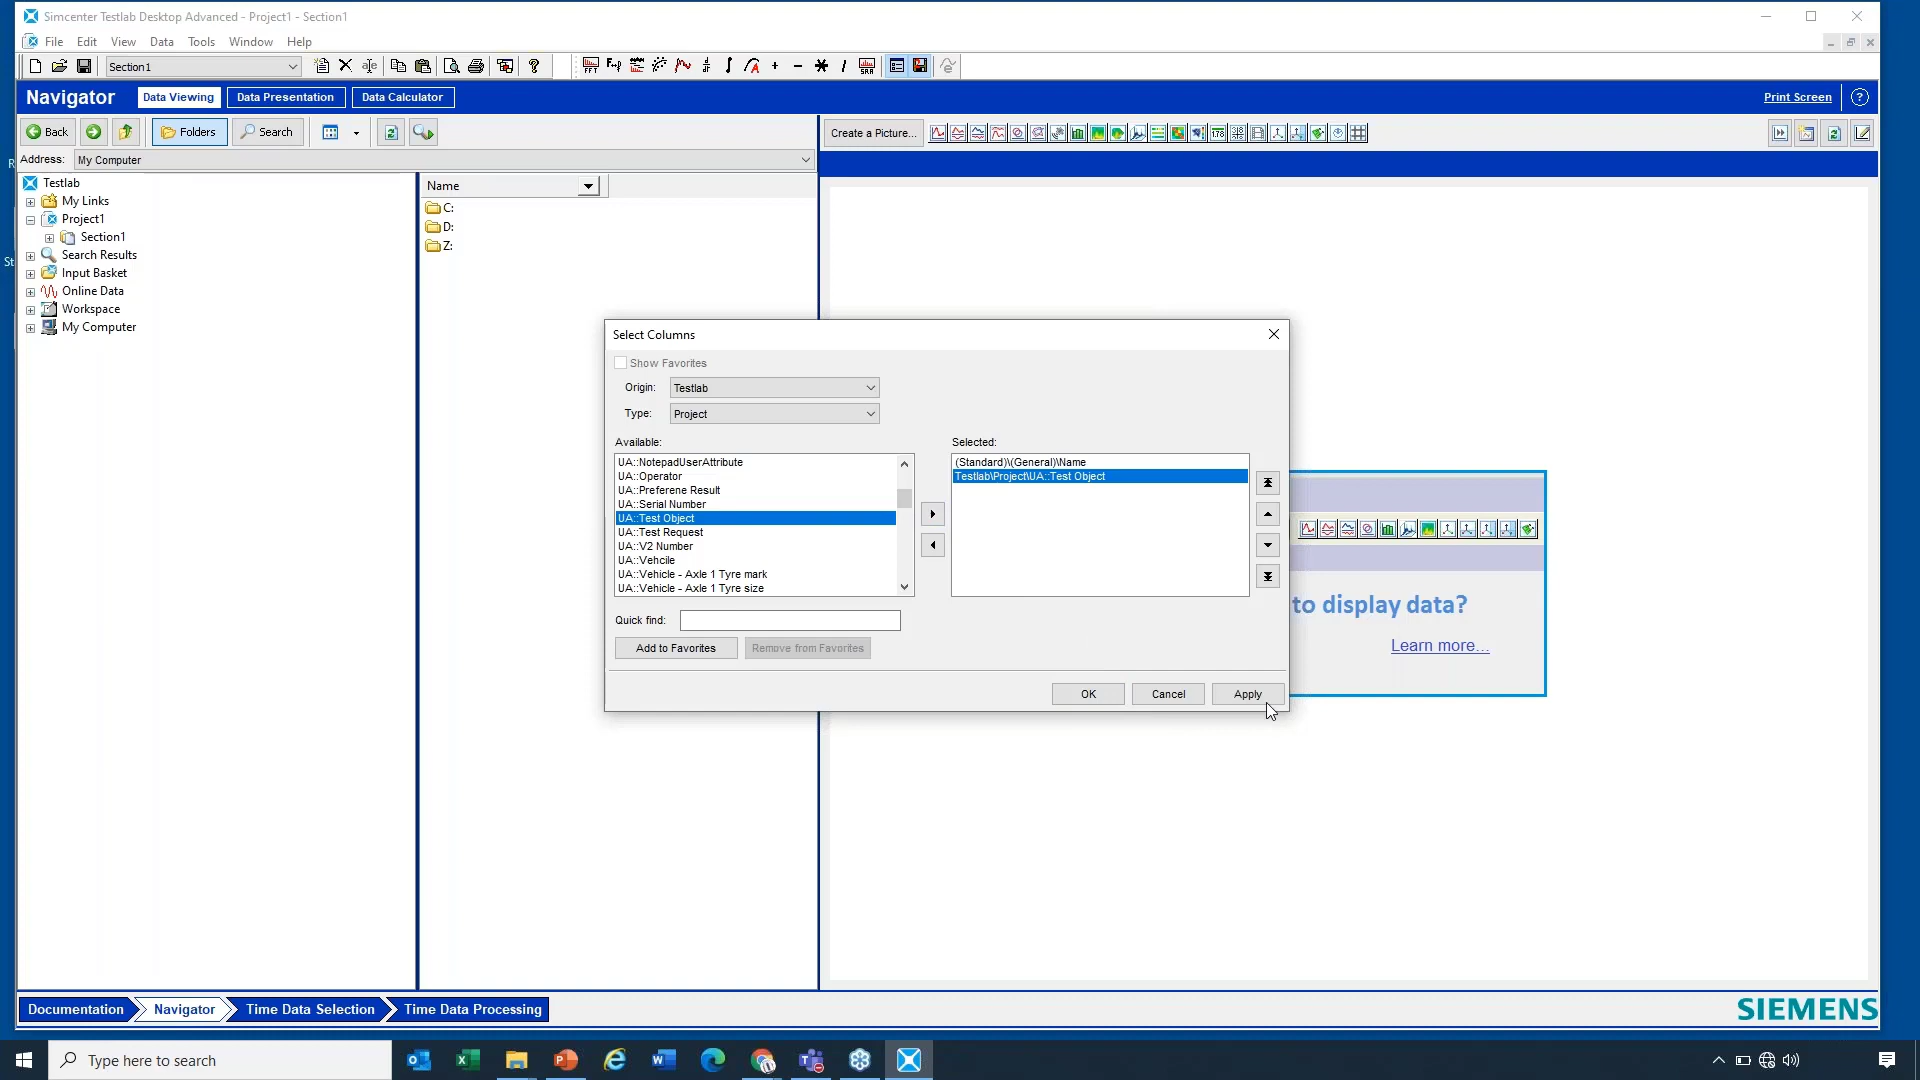 Simcenter Testlab Desktop Advanced - Project1 - Section1
File Edit View Data Tools Window Help
Section1
Navigator Data Viewing Data Presentation Data Calculator Print Screen
Back Folders Search Create a Picture...
Address: My Computer
Testlab
My Links
Project1
Section1
Search Results
Input Basket
Online Data
Workspace
My Computer
Name
C:
D:
Z:
Select Columns
Show Favorites
Origin: Testlab
Type: Project
Available:
UA::NotepadUserAttribute
UA::Operator
UA::Preferene Result
UA::Serial Number
UA::Test Object
UA::Test Request
UA::V2 Number
UA::Vehcile
UA::Vehicle - Axle 1 Tyre mark
UA::Vehicle - Axle 1 Tyre size
Selected:
(Standard)\(General)\Name
Testlab\Project\UA::Test Object
Quick find:
Add to Favorites Remove from Favorites
OK Cancel Apply
to display data?
Learn more...
Documentation Navigator Time Data Selection Time Data Processing
SIEMENS
Type here to search